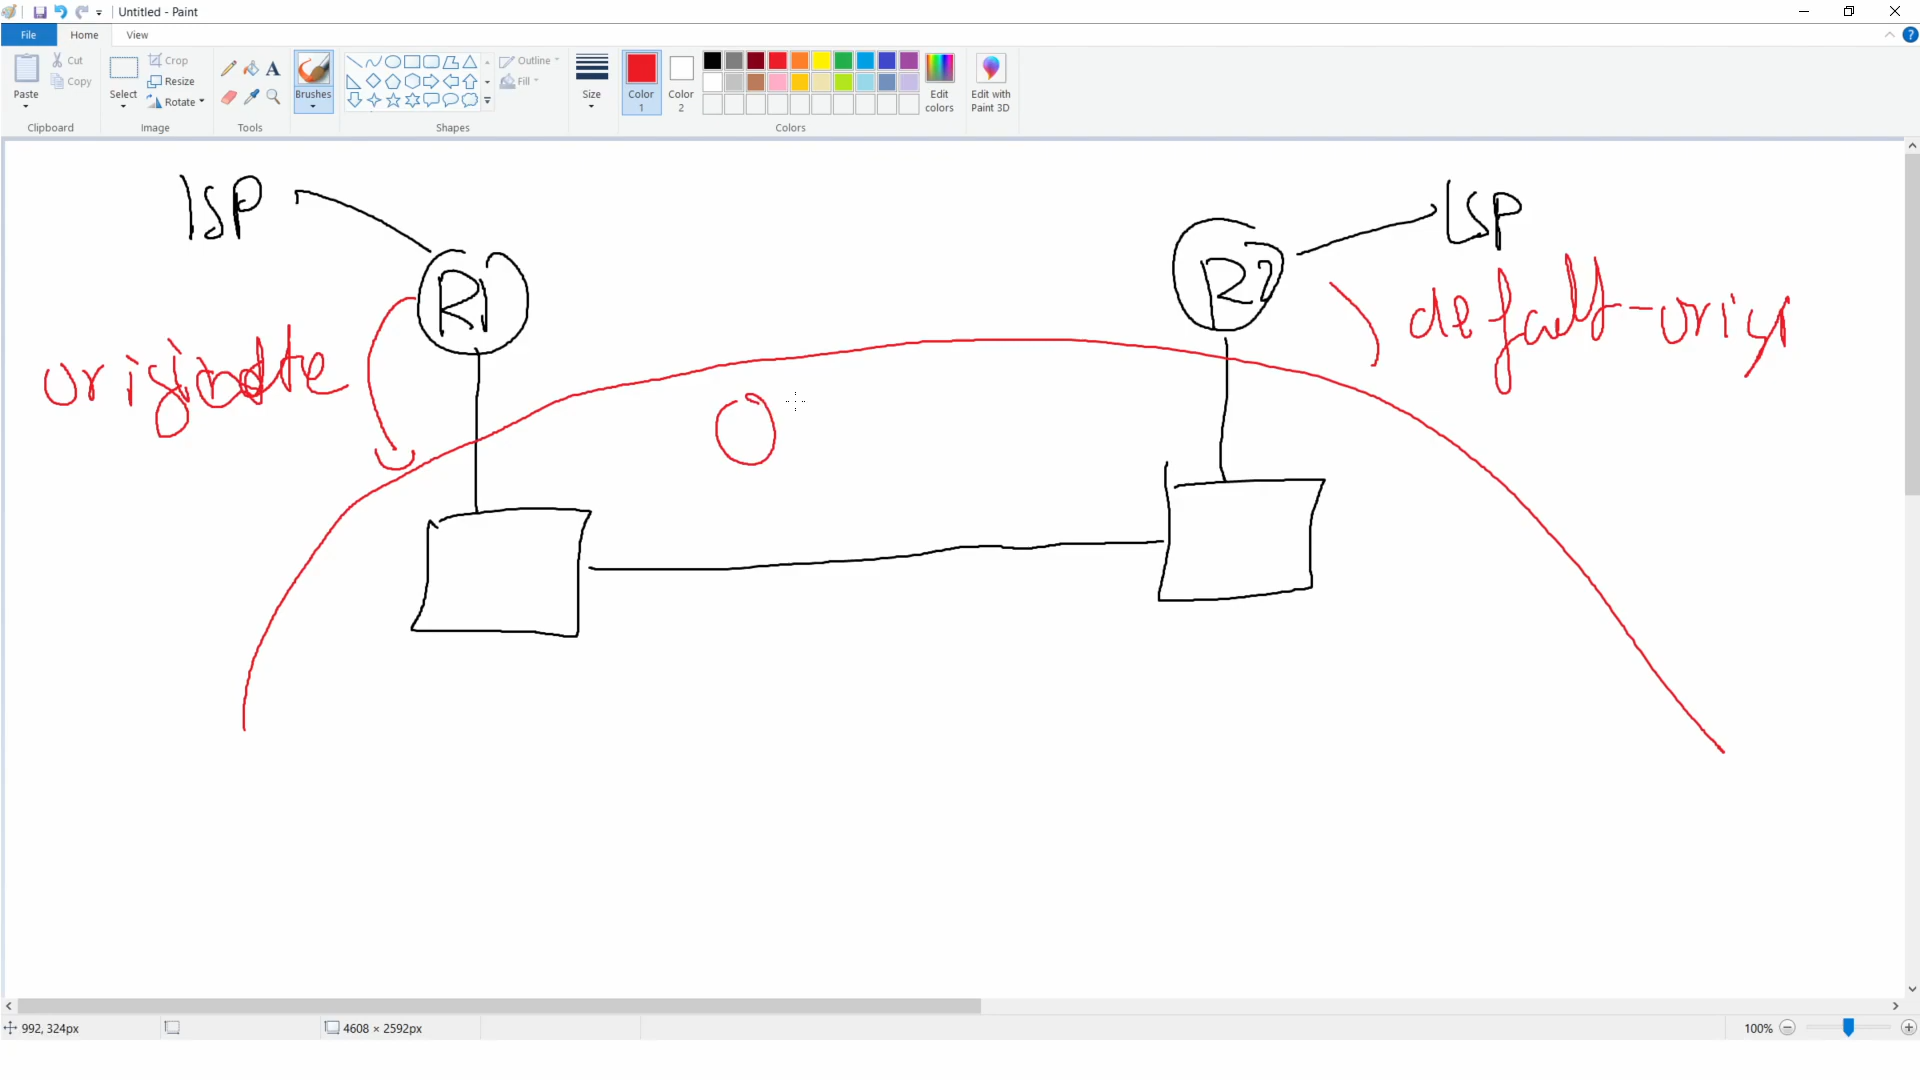 Untitled - Paint
File Home View
Paste
Cut
Copy
Clipboard
Select
Crop
Resize
Rotate
Image
Tools
Brushes
Shapes
Outline
Fill
Size
Color 1
Color 2
Edit colors
Edit with Paint 3D
Colors
ISP
ISP
R1
R2
originate
default-origi
O
992, 324px
4608 × 2592px
100%